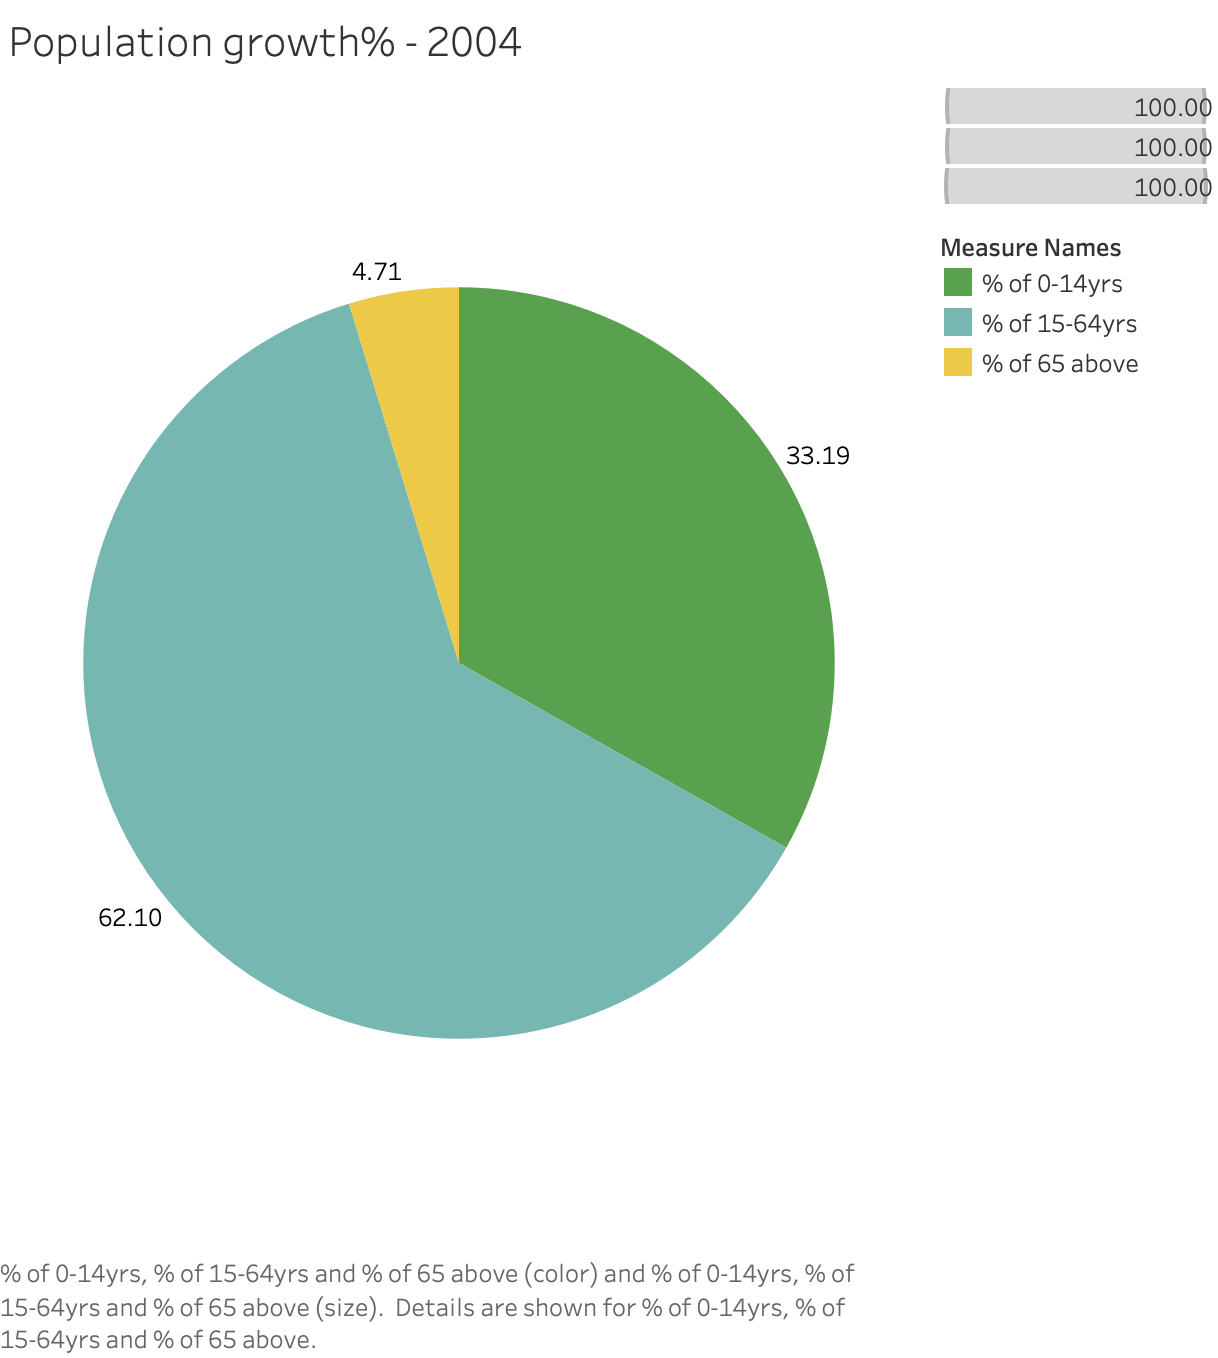 Population growth% - 2004
100.00
100.00
100.00
Measure Names
% of 0-14yrs
% of 15-64yrs
% of 65 above
4.71
33.19
62.10
% of 0-14yrs, % of 15-64yrs and % of 65 above (color) and % of 0-14yrs, % of
15-64yrs and % of 65 above (size).  Details are shown for % of 0-14yrs, % of
15-64yrs and % of 65 above.